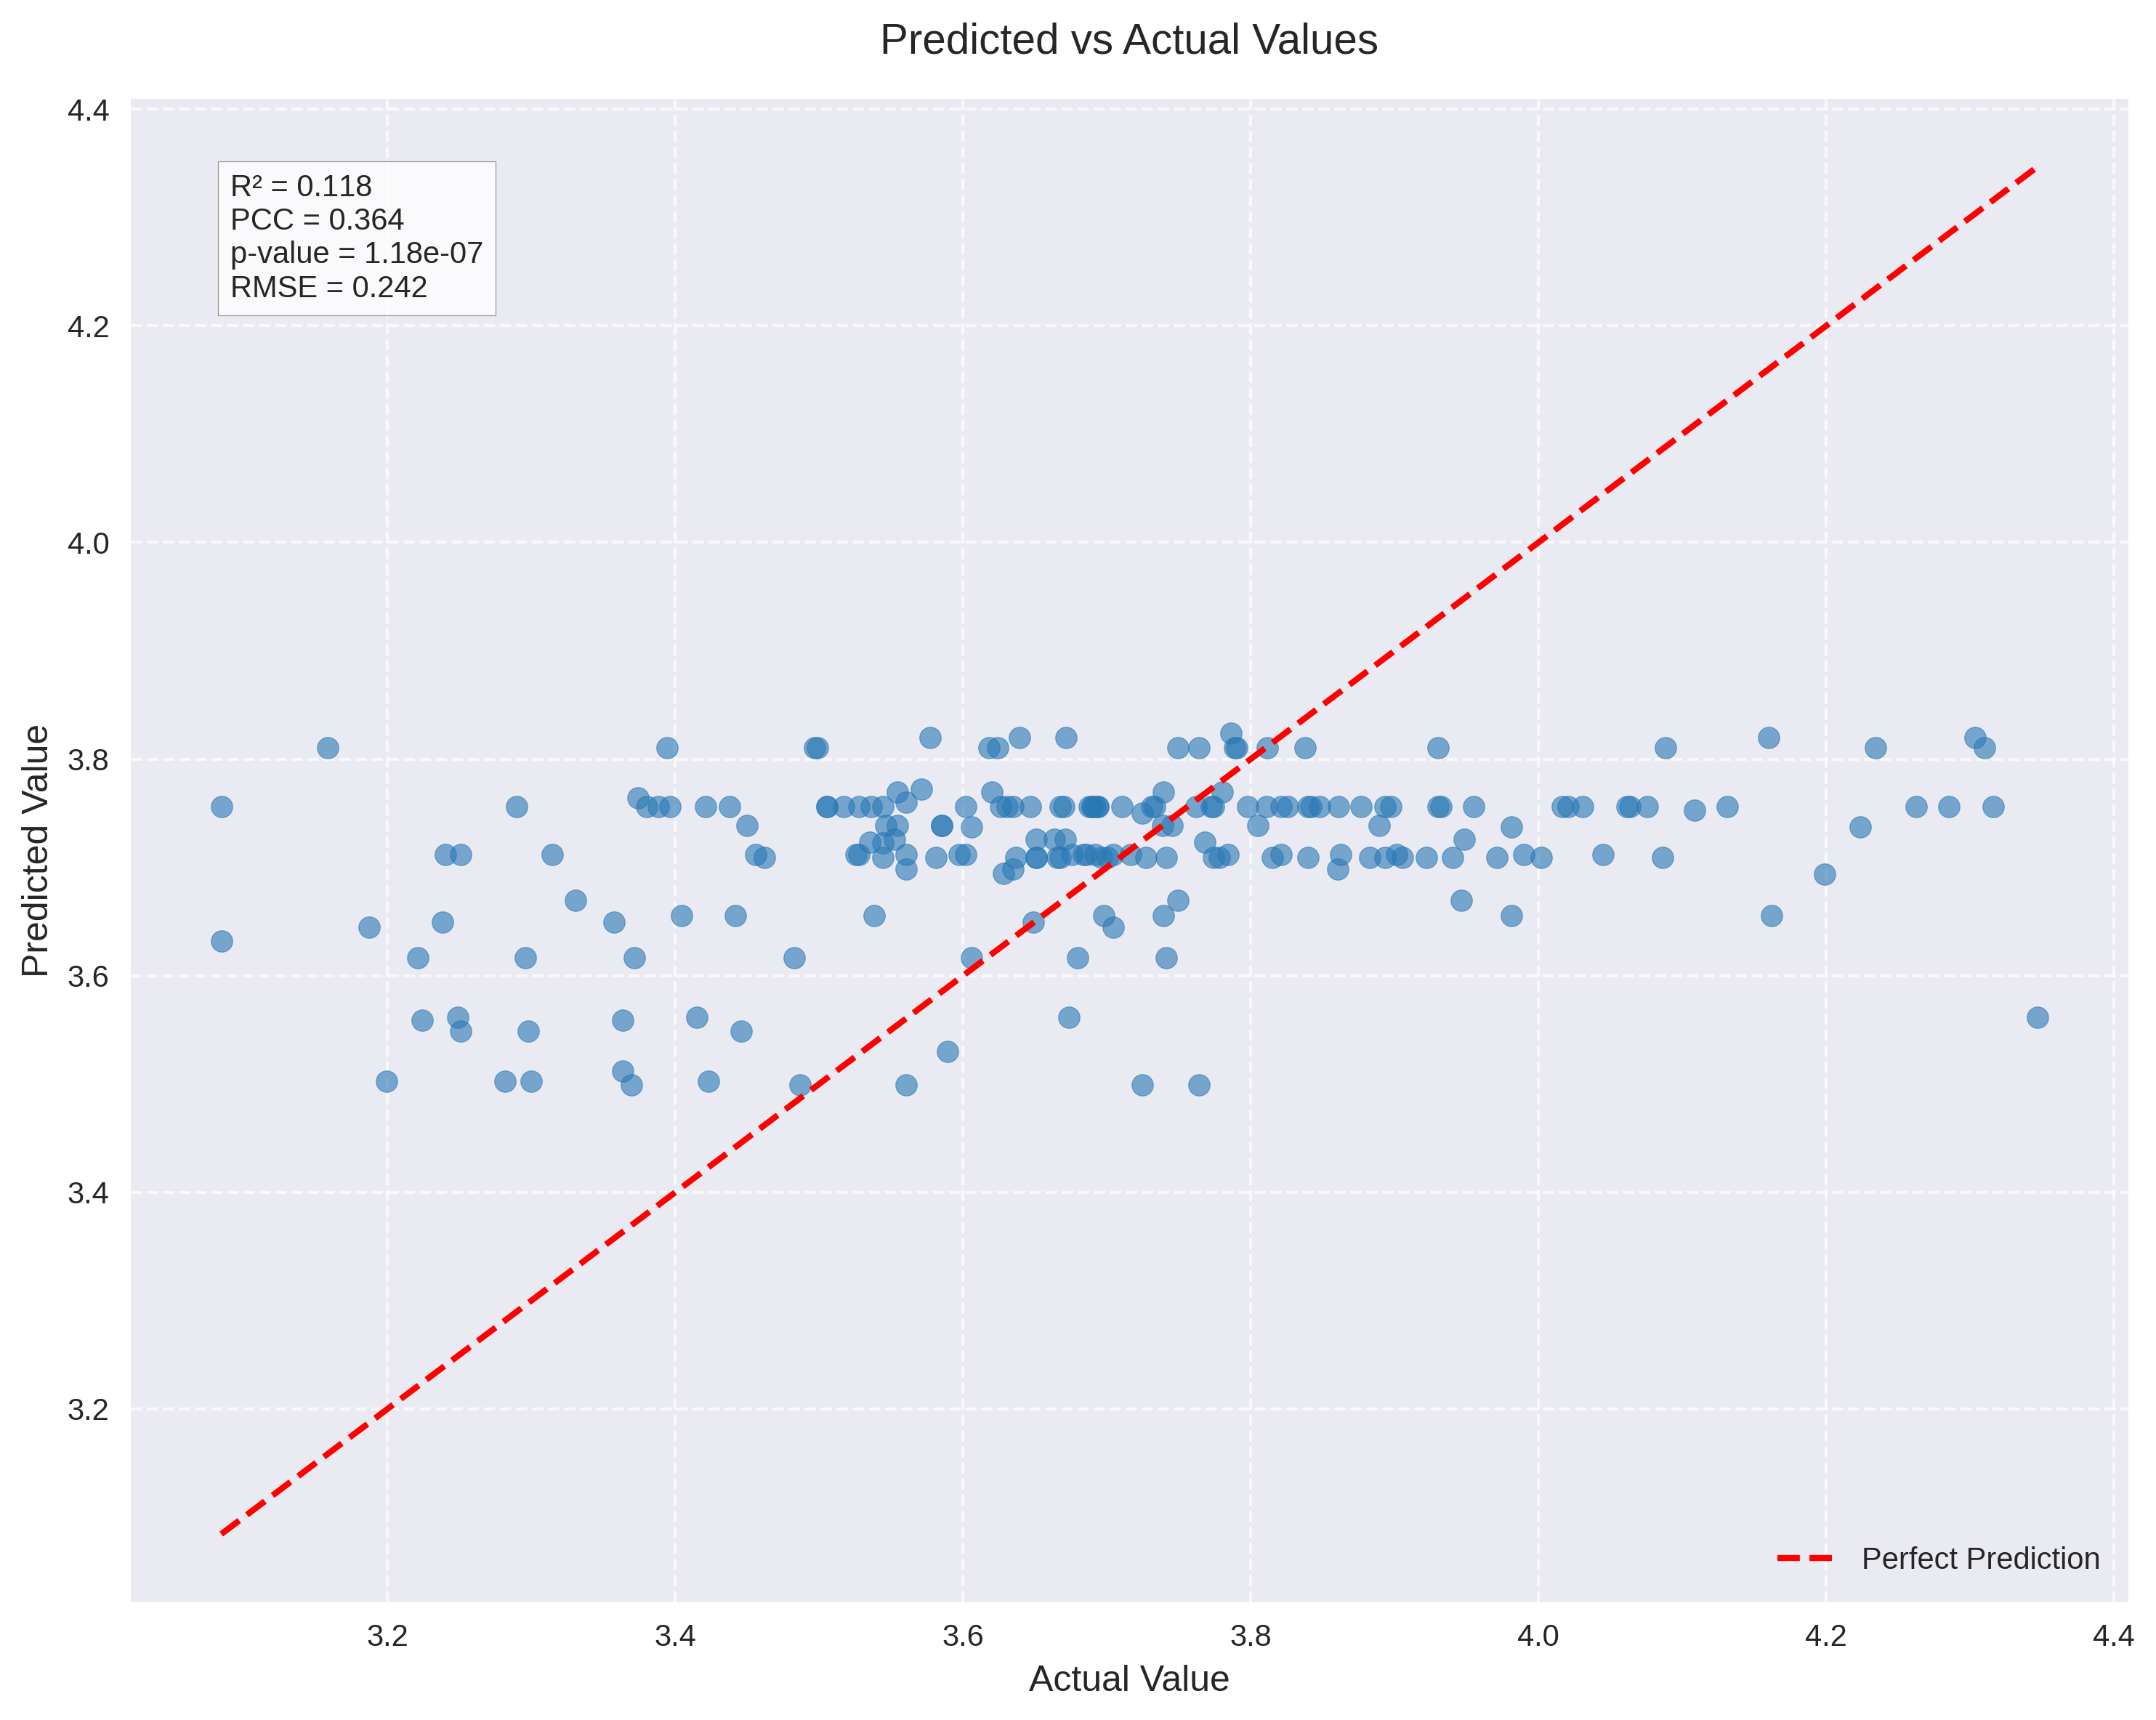 Predicted vs Actual Values
4.4
4.2
4.0
3.8
3.6
3.4
3.2
Predicted Value
R² = 0.118
PCC = 0.364
p-value = 1.18e-07
RMSE = 0.242
Perfect Prediction
3.2 3.4 3.6 3.8 4.0 4.2 4.4
Actual Value